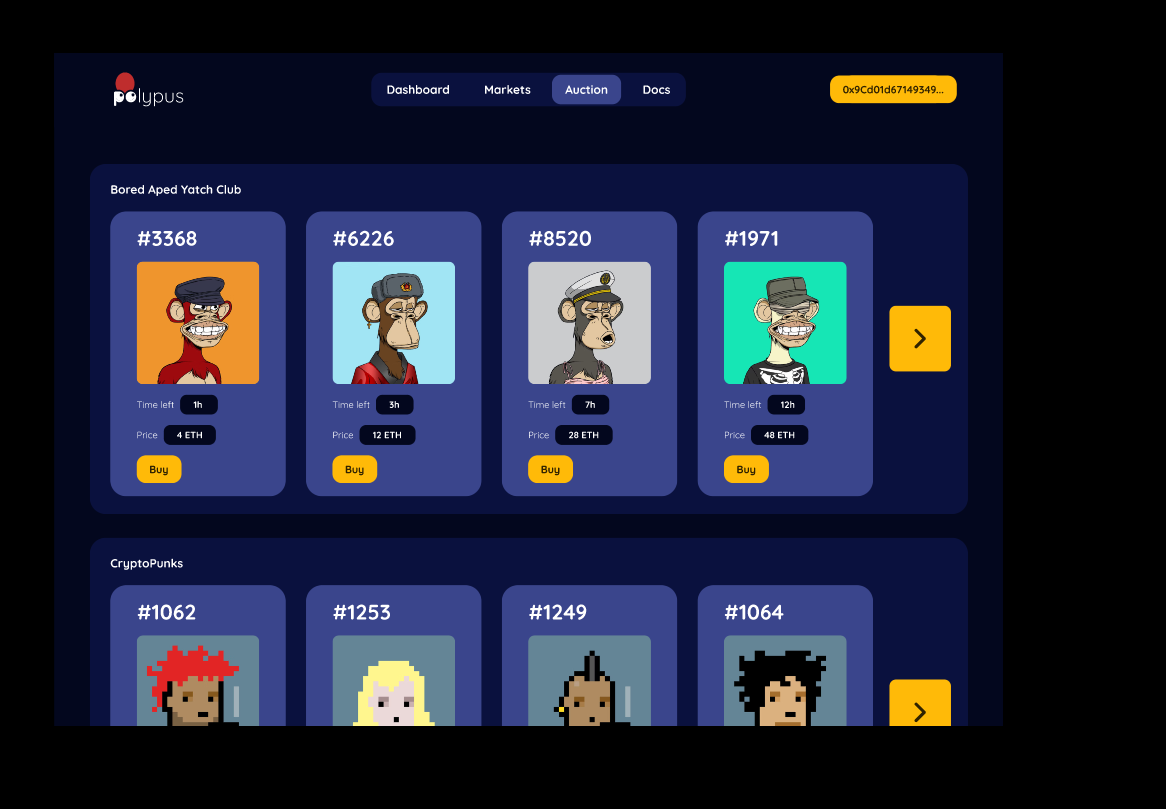 polypus
Dashboard Markets Auction Docs
0x9Cd01d67149349...
Bored Aped Yatch Club
#3368 #6226 #8520 #1971
Time left 1h Time left 3h Time left 7h Time left 12h
Price 4 ETH Price 12 ETH Price 28 ETH Price 48 ETH
Buy Buy Buy Buy
CryptoPunks
#1062 #1253 #1249 #1064